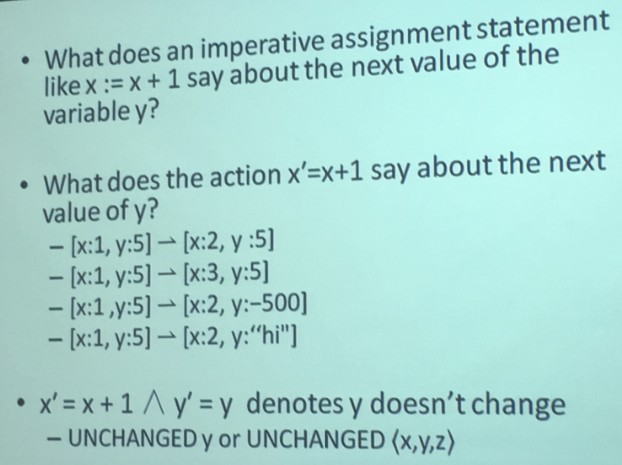 • What does an imperative assignment statement
like x := x + 1 say about the next value of the
variable y?
• What does the action x′=x+1 say about the next
value of y?
– [x:1, y:5] ⇀ [x:2, y :5]
– [x:1, y:5] ⇀ [x:3, y:5]
– [x:1 ,y:5] ⇀ [x:2, y:–500]
– [x:1, y:5] ⇀ [x:2, y:“hi"]
• x′ = x + 1 ∧ y′ = y denotes y doesn’t change
– UNCHANGED y or UNCHANGED ⟨x,y,z⟩